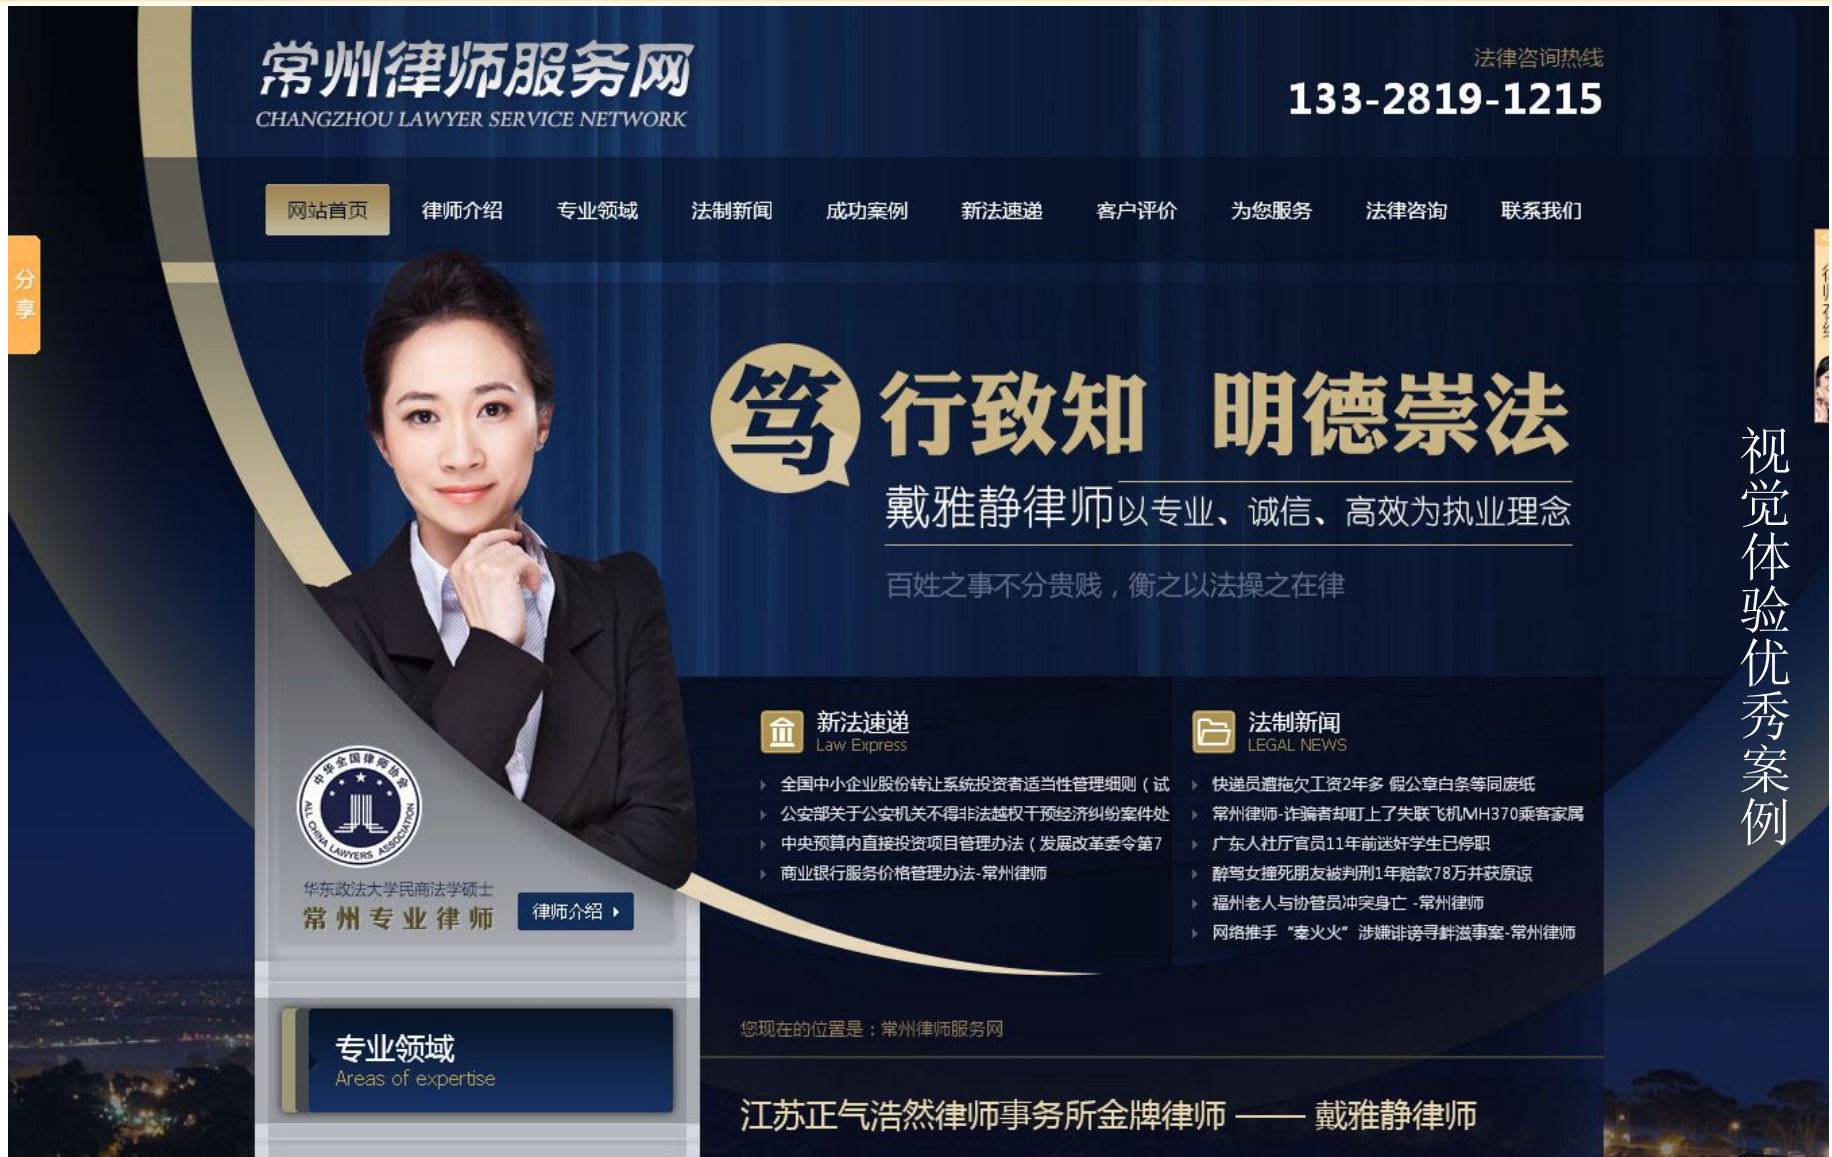 常州律师服务网
CHANGZHOU LAWYER SERVICE NETWORK
法律咨询热线
133-2819-1215
网站首页 律师介绍 专业领域 法制新闻 成功案例 新法速递 客户评价 为您服务 法律咨询 联系我们
分享
笃行致知 明德崇法
戴雅静律师以专业、诚信、高效为执业理念
百姓之事不分贵贱，衡之以法操之在律
视觉体验优秀案例
新法速递
Law Express
全国中小企业股份转让系统投资者适当性管理细则（试
公安部关于公安机关不得非法越权干预经济纠纷案件处
中央预算内直接投资项目管理办法（发展改革委令第7
商业银行服务价格管理办法-常州律师
法制新闻
LEGAL NEWS
快递员遭拖欠工资2年多 假公章白条等同废纸
常州律师-诈骗者却盯上了失联飞机MH370乘客家属
广东人社厅官员11年前迷奸学生已停职
醉驾女撞死朋友被判刑1年赔款78万并获原谅
福州老人与协管员冲突身亡 -常州律师
网络推手“秦火火”涉嫌诽谤寻衅滋事案-常州律师
中华全国律师协会
ALL CHINA LAWYERS ASSOCIATION
华东政法大学民商法学硕士
常州专业律师
律师介绍
专业领域
Areas of expertise
您现在的位置是：常州律师服务网
江苏正气浩然律师事务所金牌律师 —— 戴雅静律师